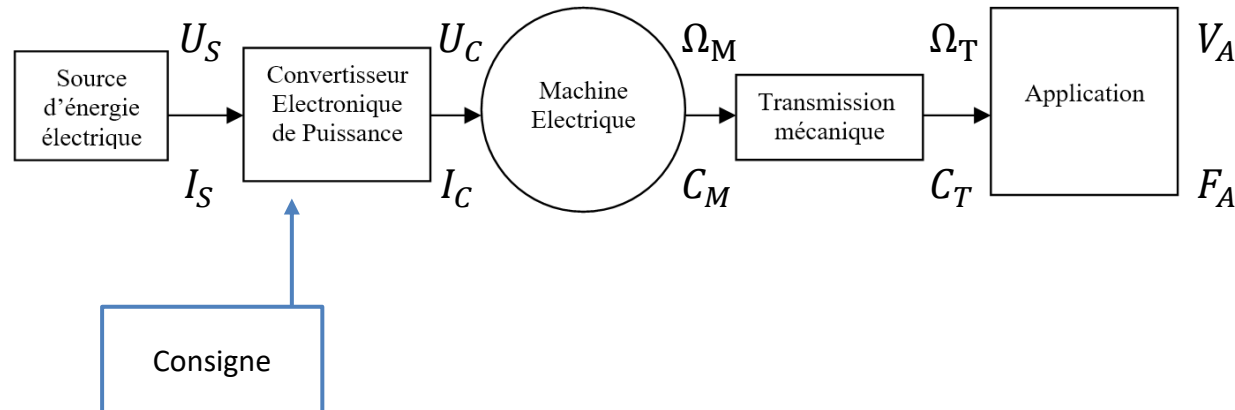 U_S
U_C
Ω_M
Ω_T
V_A
Source
d'énergie
électrique
Convertisseur
Electronique
de Puissance
Machine
Electrique
Transmission
mécanique
Application
I_S
I_C
C_M
C_T
F_A
Consigne